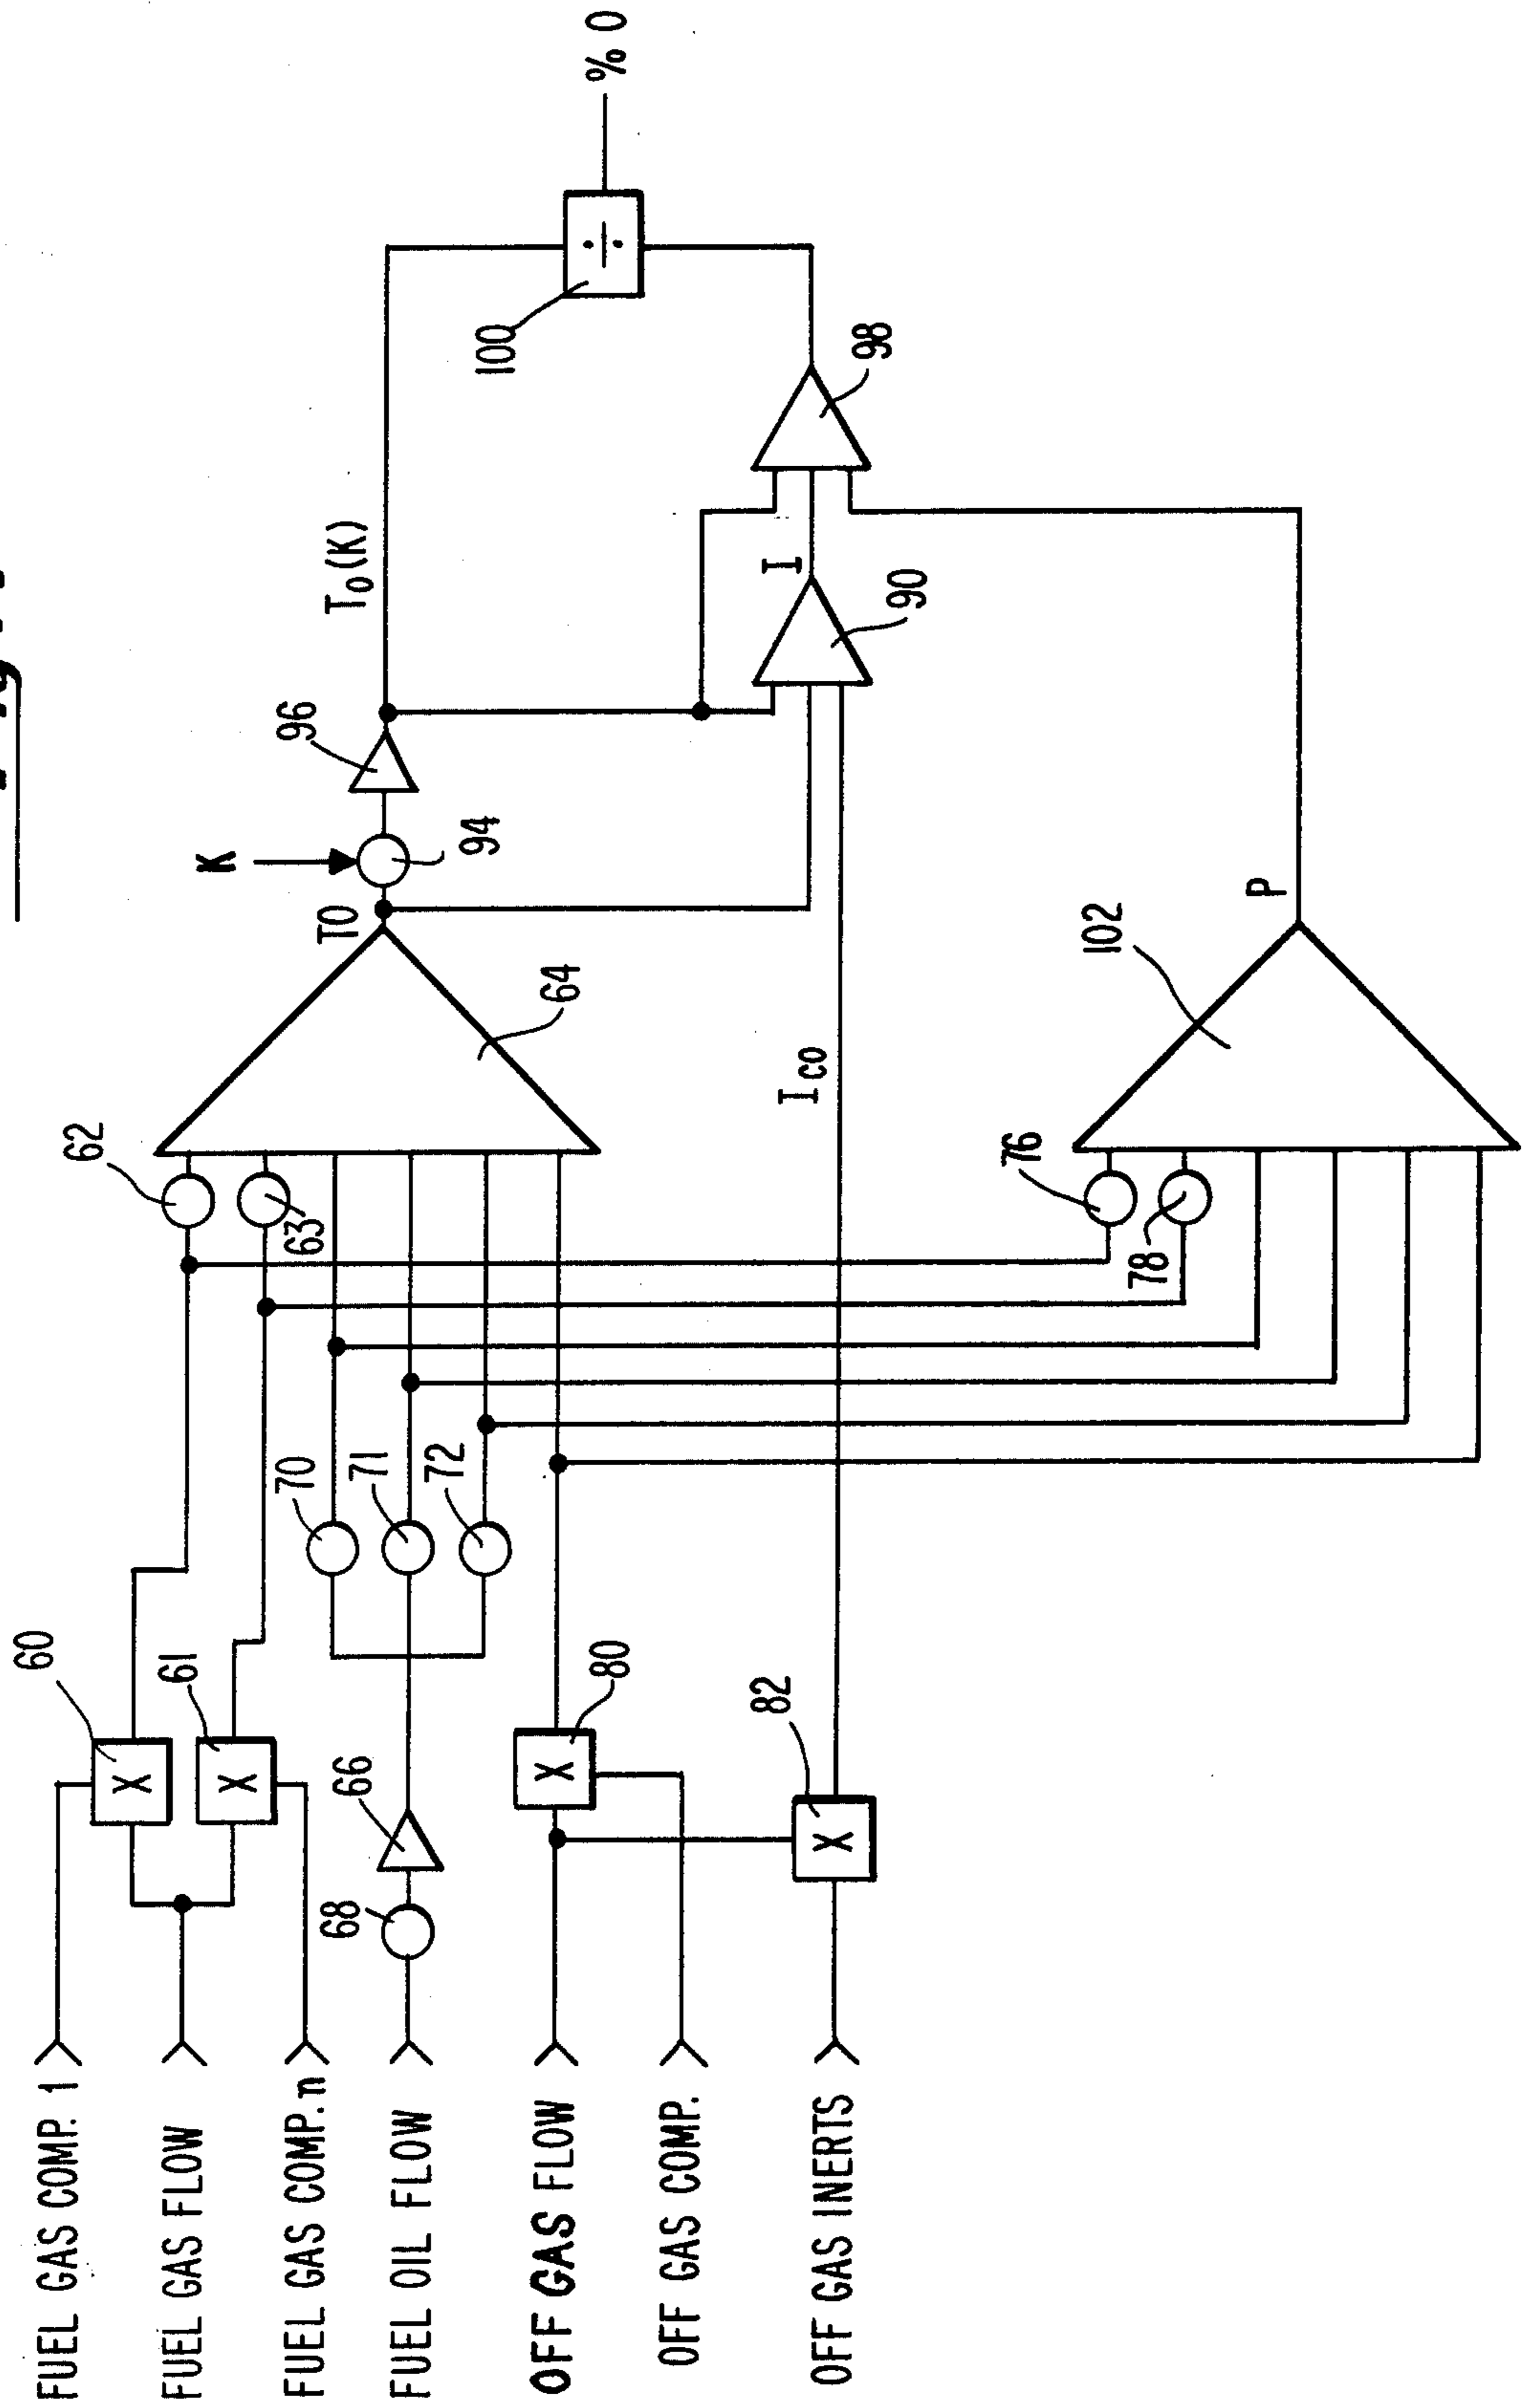 FUEL GAS COMP. 1
FUEL GAS FLOW
FUEL GAS COMP. n
FUEL OIL FLOW
OFF GAS FLOW
OFF GAS COMP.
OFF GAS INERTS
60
X
61
X
68
66
80
X
82
X
70
71
72
62
63
64
76
78
102
TO
K
94
96
T₀(K)
I CO
I
90
98
P
100
÷
% O